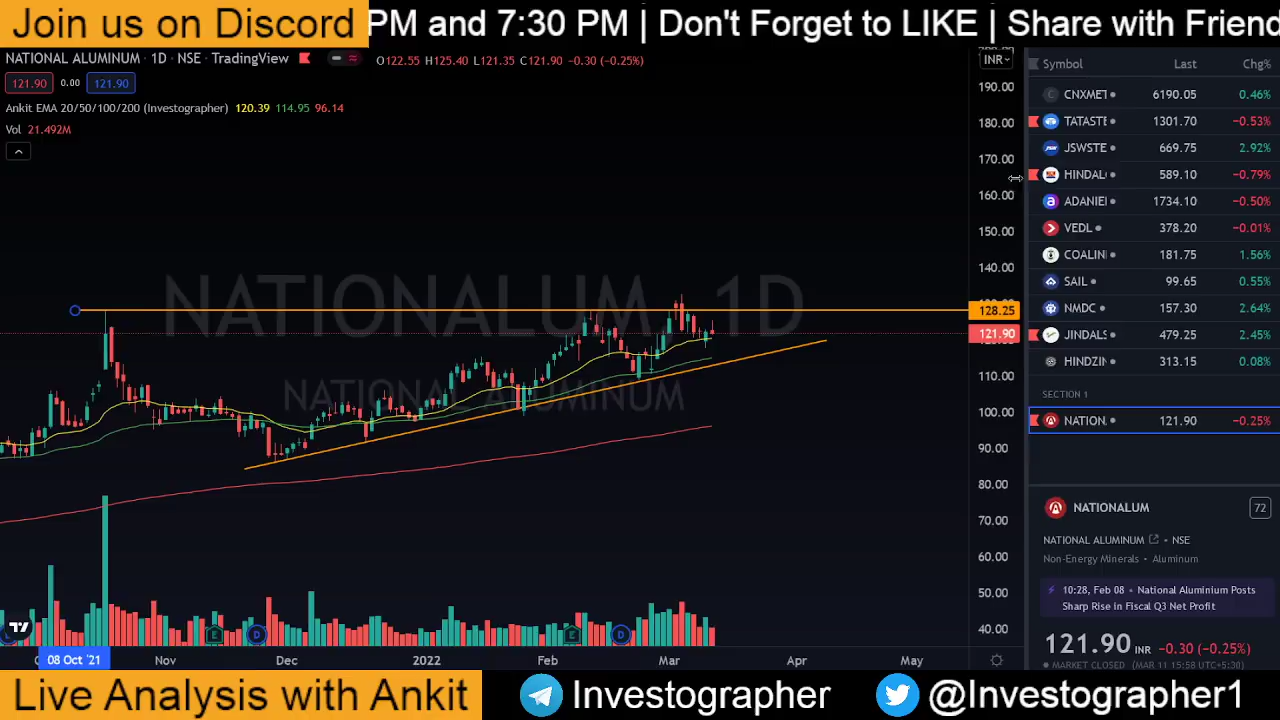 Join us on Discord
PM and 7:30 PM | Don't Forget to LIKE | Share with Friend
NATIONAL ALUMINUM · 1D · NSE · TradingView
O122.55 H125.40 L121.35 C121.90 −0.30 (−0.25%)
INR
121.90 0.00 121.90
Ankit EMA 20/50/100/200 (Investographer) 120.39 114.95 96.14
Vol 21.492M
190.00
180.00
170.00
160.00
150.00
140.00
128.25
121.90
110.00
100.00
90.00
80.00
70.00
60.00
50.00
40.00
NATIONALUM, 1D
NATIONAL ALUMINUM
08 Oct '21
Nov
Dec
2022
Feb
Mar
Apr
May
E
D
E
D
Symbol Last Chg%
CNXMET 6190.05 0.46%
TATASTE 1301.70 −0.53%
JSWSTE 669.75 2.92%
HINDAL 589.10 −0.79%
ADANIEI 1734.10 −0.50%
VEDL 378.20 −0.01%
COALIN 181.75 1.56%
SAIL 99.65 0.55%
NMDC 157.30 2.64%
JINDALS 479.25 2.45%
HINDZIN 313.15 0.08%
SECTION 1
NATION. 121.90 −0.25%
NATIONALUM 72
NATIONAL ALUMINUM • NSE
Non-Energy Minerals • Aluminum
10:28, Feb 08 • National Aluminium Posts
Sharp Rise in Fiscal Q3 Net Profit
121.90 INR −0.30 (−0.25%)
MARKET CLOSED (MAR 11 15:58 UTC+5:30)
Live Analysis with Ankit
Investographer
@Investographer1